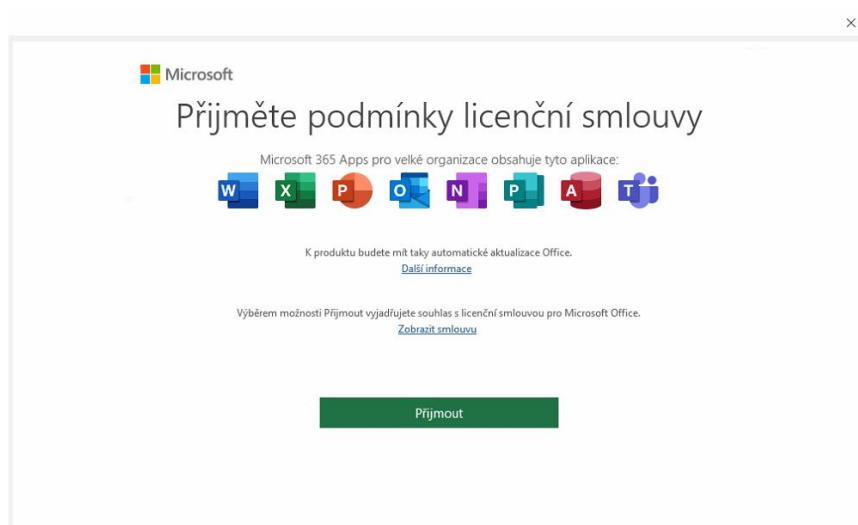 Microsoft
Přijměte podmínky licenční smlouvy
Microsoft 365 Apps pro velké organizace obsahuje tyto aplikace:
W X P O N P A T
K produktu budete mít taky automatické aktualizace Office.
Další informace
Výběrem možnosti Přijmout vyjadřujete souhlas s licenční smlouvou pro Microsoft Office.
Zobrazit smlouvu
Přijmout